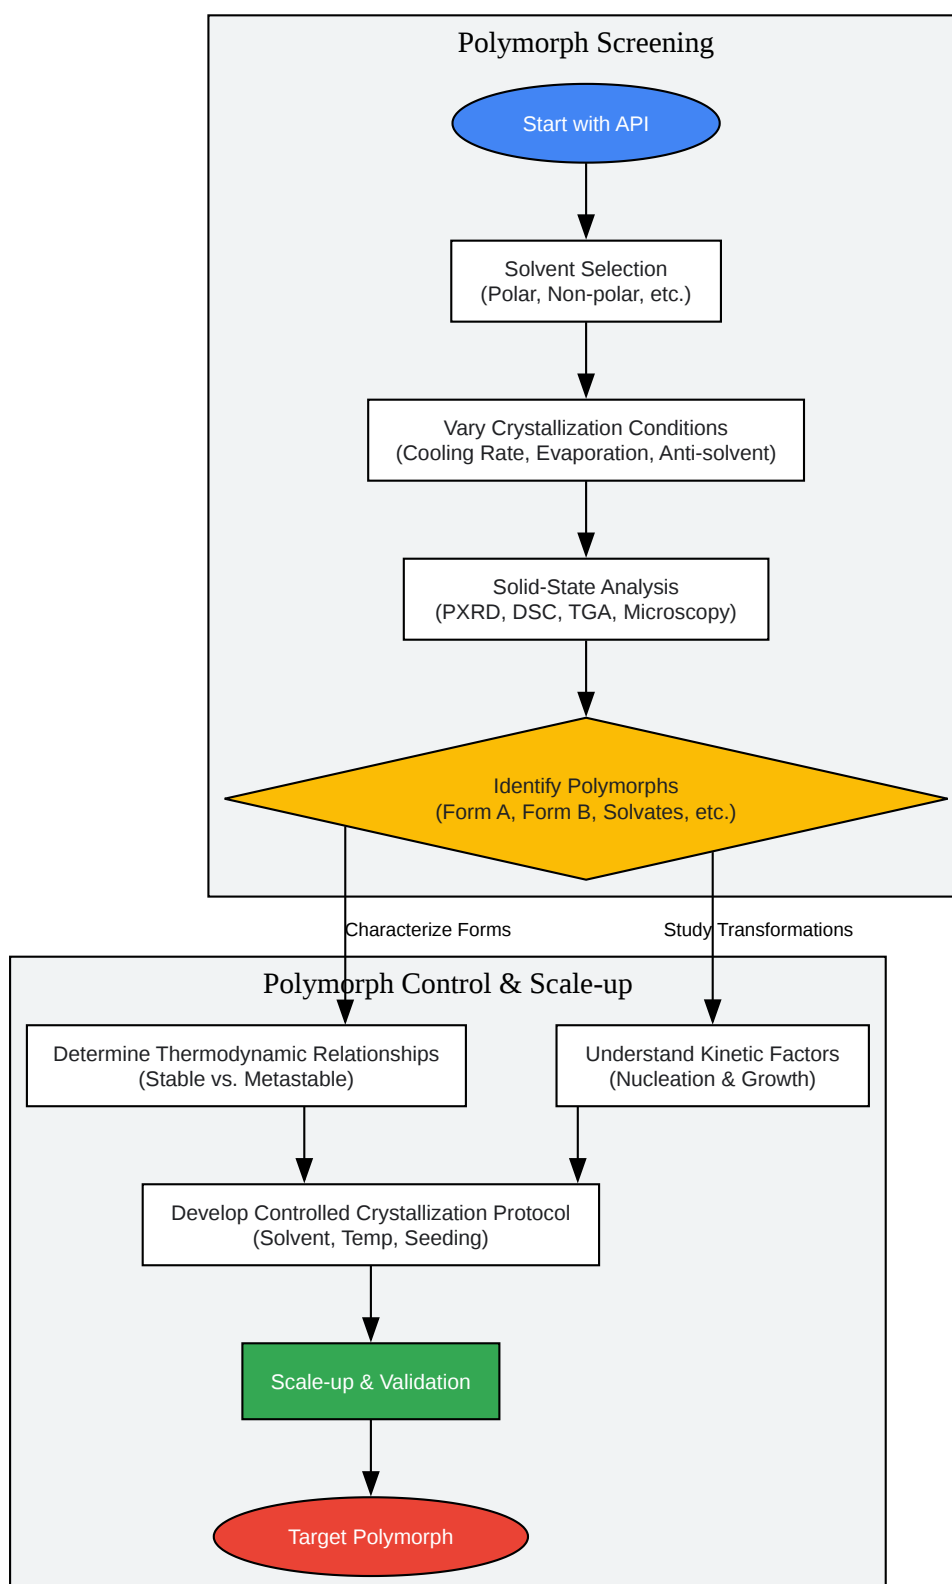 Polymorph Screening
Start with API
Solvent Selection
(Polar, Non-polar, etc.)
Vary Crystallization Conditions
(Cooling Rate, Evaporation, Anti-solvent)
Solid-State Analysis
(PXRD, DSC, TGA, Microscopy)
Identify Polymorphs
(Form A, Form B, Solvates, etc.)
Characterize Forms
Study Transformations
Polymorph Control & Scale-up
Determine Thermodynamic Relationships
(Stable vs. Metastable)
Understand Kinetic Factors
(Nucleation & Growth)
Develop Controlled Crystallization Protocol
(Solvent, Temp, Seeding)
Scale-up & Validation
Target Polymorph